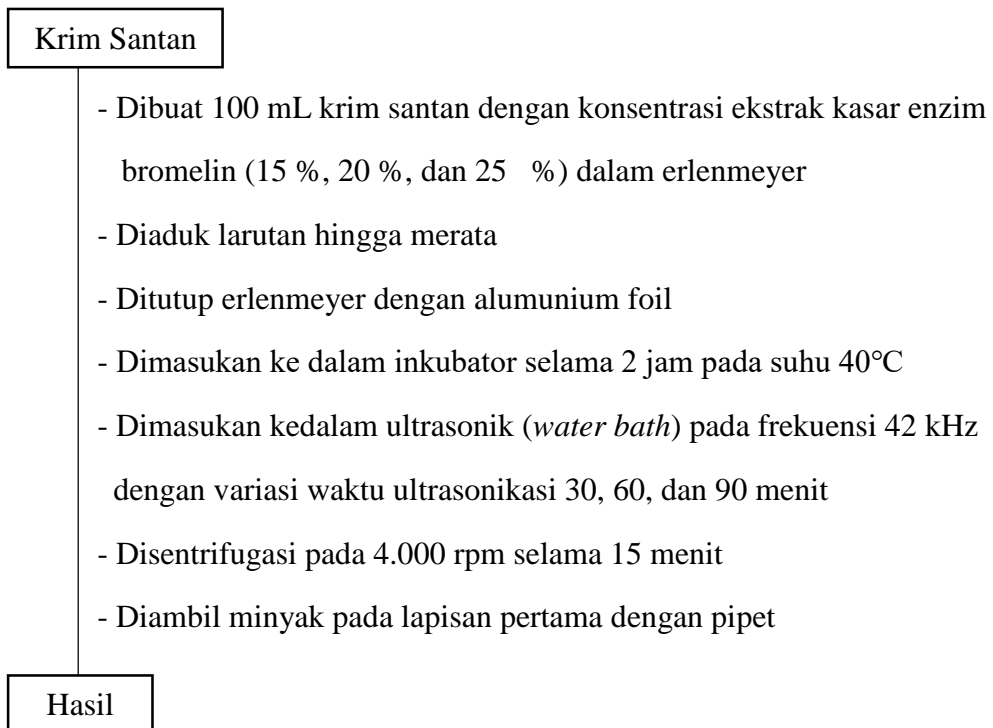 Krim Santan
- Dibuat 100 mL krim santan dengan konsentrasi ekstrak kasar enzim
bromelin (15 %, 20 %, dan 25 %) dalam erlenmeyer
- Diaduk larutan hingga merata
- Ditutup erlenmeyer dengan alumunium foil
- Dimasukan ke dalam inkubator selama 2 jam pada suhu 40°C
- Dimasukan kedalam ultrasonik (water bath) pada frekuensi 42 kHz
dengan variasi waktu ultrasonikasi 30, 60, dan 90 menit
- Disentrifugasi pada 4.000 rpm selama 15 menit
- Diambil minyak pada lapisan pertama dengan pipet
Hasil